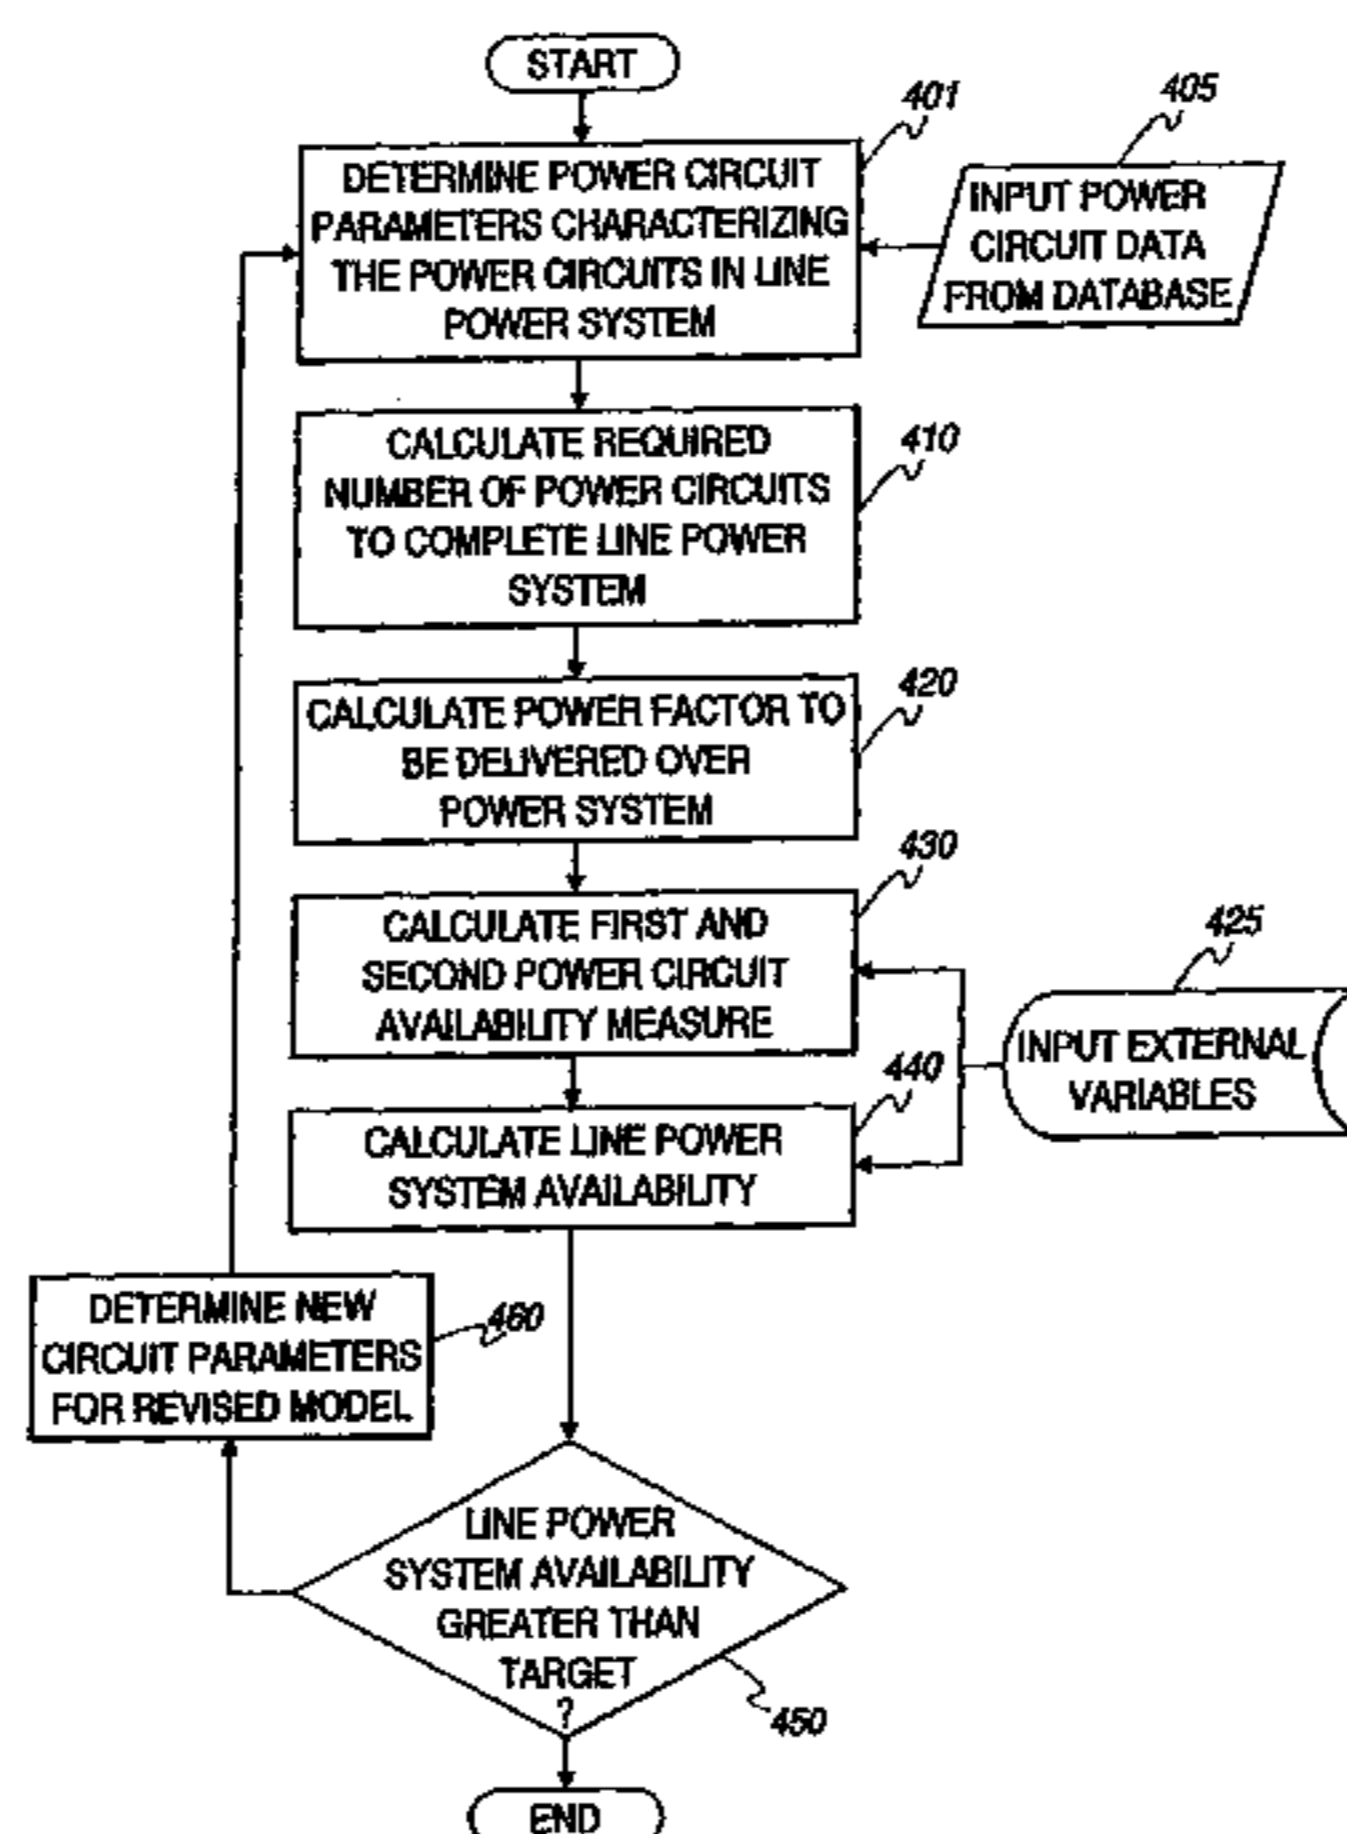 START
401
405
DETERMINE POWER CIRCUIT
PARAMETERS CHARACTERIZING
THE POWER CIRCUITS IN LINE
POWER SYSTEM
INPUT POWER
CIRCUIT DATA
FROM DATABASE
410
CALCULATE REQUIRED
NUMBER OF POWER CIRCUITS
TO COMPLETE LINE POWER
SYSTEM
420
CALCULATE POWER FACTOR TO
BE DELIVERED OVER
POWER SYSTEM
430
CALCULATE FIRST AND
SECOND POWER CIRCUIT
AVAILABILITY MEASURE
425
INPUT EXTERNAL
VARIABLES
440
CALCULATE LINE POWER
SYSTEM AVAILABILITY
DETERMINE NEW
CIRCUIT PARAMETERS
FOR REVISED MODEL
460
LINE POWER
SYSTEM AVAILABILITY
GREATER THAN
TARGET
?
450
END